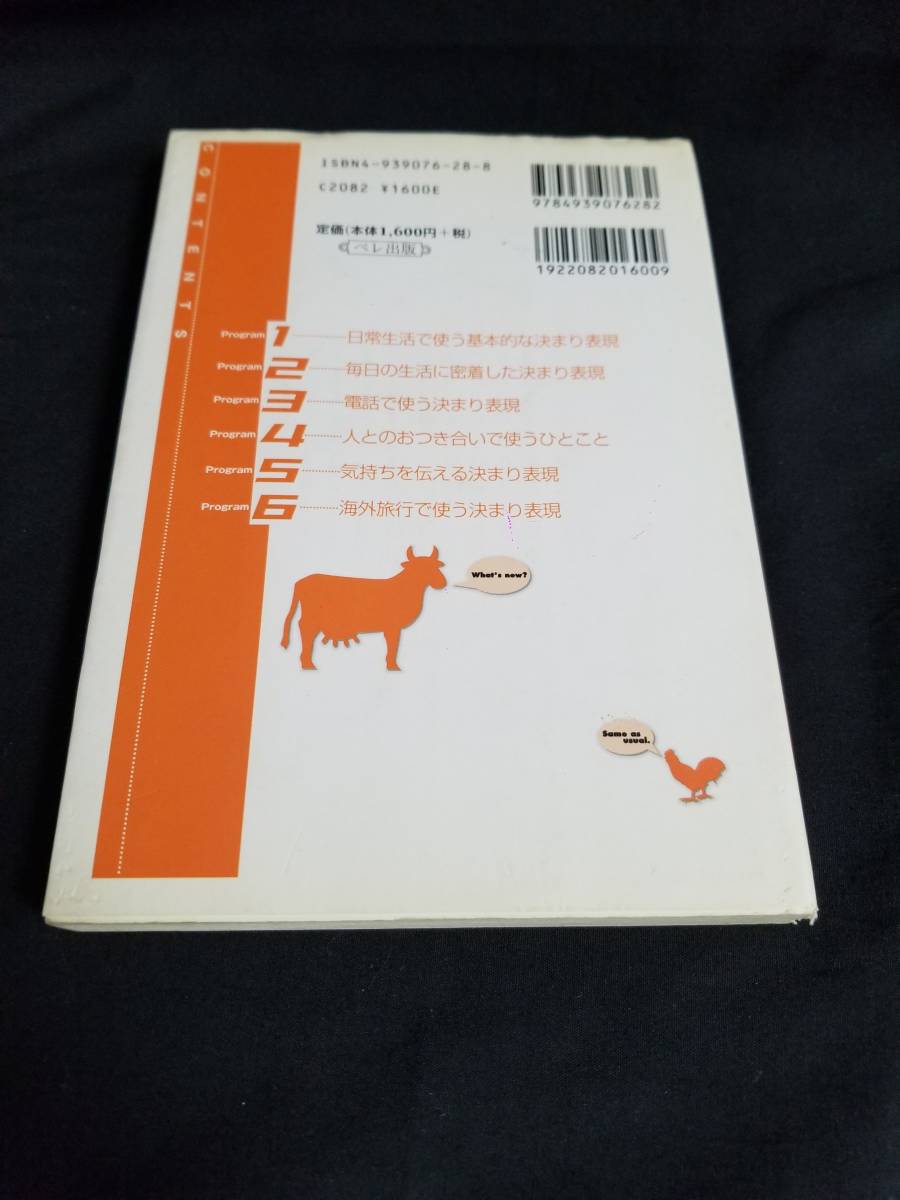 CONTENTS
ISBN4-939076-28-8
C2082 ¥1600E
定価(本体1,600円+税)
ベレ出版
9784939076282
1922082016009
Program 1 日常生活で使う基本的な決まり表現
Program 2 毎日の生活に密着した決まり表現
Program 3 電話で使う決まり表現
Program 4 人とのおつき合いで使うひとこと
Program 5 気持ちを伝える決まり表現
Program 6 海外旅行で使う決まり表現
What's new?
Same as
usual.